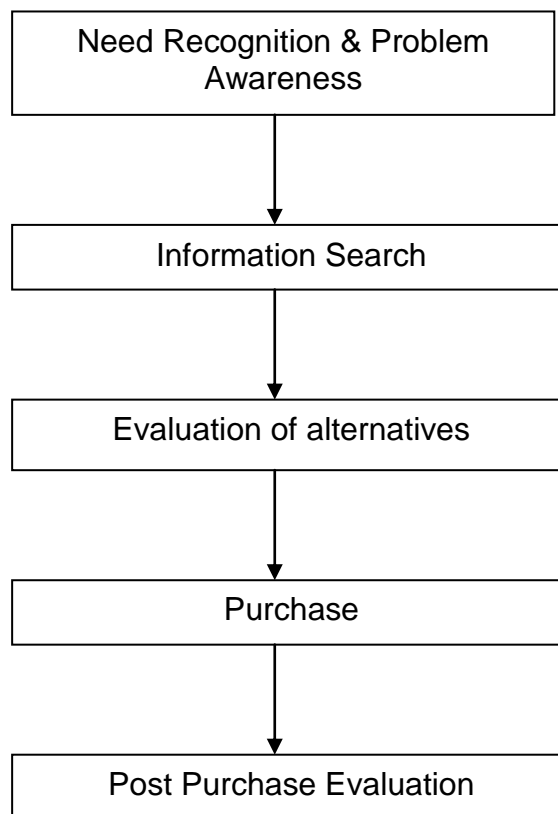 Need Recognition & Problem
Awareness
Information Search
Evaluation of alternatives
Purchase
Post Purchase Evaluation